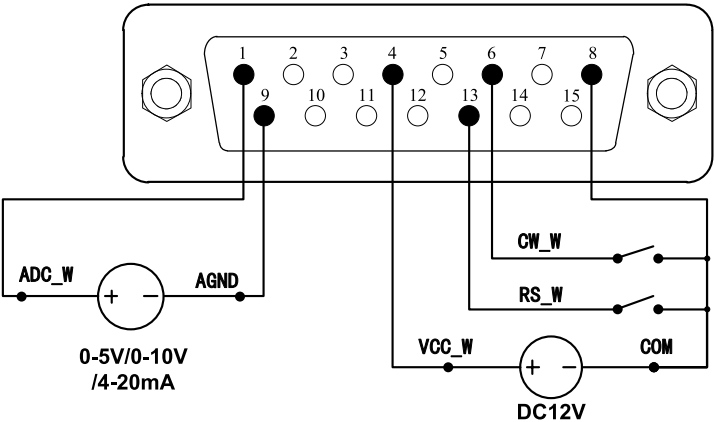 1 2 3 4 5 6 7 8
9 10 11 12 13 14 15
CW_W
ADC_W AGND RS_W
0-5V/0-10V
/4-20mA
VCC_W COM
DC12V